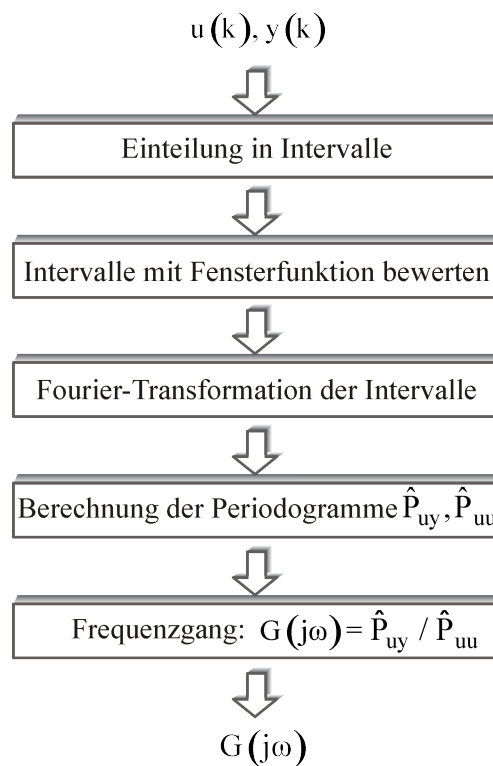 u(k), y(k)
Einteilung in Intervalle
Intervalle mit Fensterfunktion bewerten
Fourier-Transformation der Intervalle
Berechnung der Periodogramme P̂uy, P̂uu
Frequenzgang: G(jω) = P̂uy / P̂uu
G(jω)